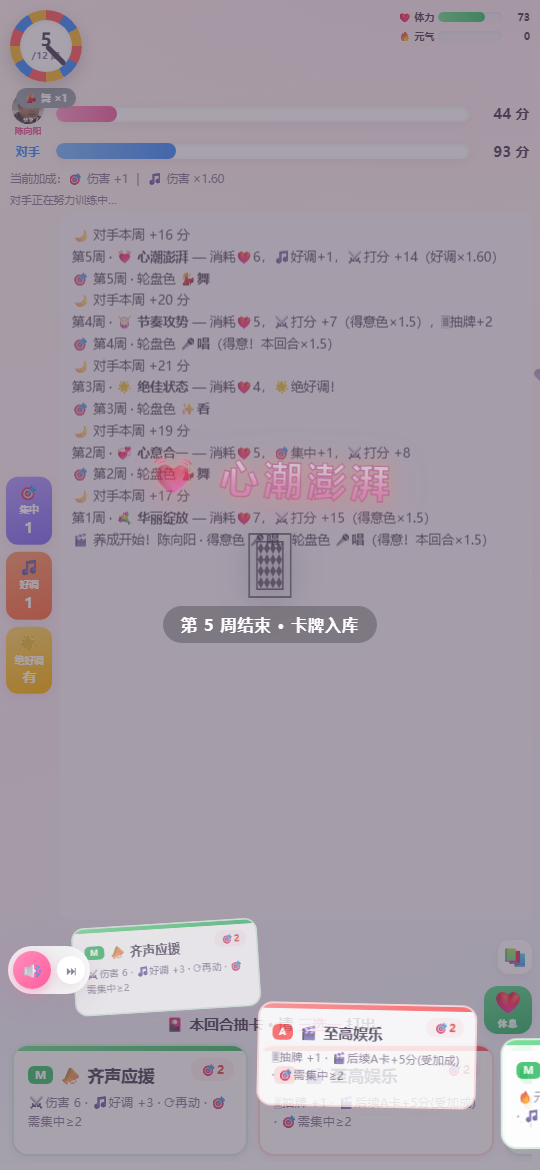 5
/12
体力 73
元气 0
舞 ×1
陈向阳
44 分
对手
93 分
当前加成： 伤害 +1 | 伤害 ×1.60
对手正在努力训练中...
对手本周 +16 分
第5周 · 心潮澎湃 — 消耗 6, 好调+1, 打分 +14（好调×1.60）
第5周 · 轮盘色 舞
对手本周 +20 分
第4周 · 节奏攻势 — 消耗 5, 打分 +7（得意色×1.5）, 抽牌+2
第4周 · 轮盘色 唱（得意！本回合×1.5）
对手本周 +21 分
第3周 · 绝佳状态 — 消耗 4, 绝好调!
第3周 · 轮盘色 看
对手本周 +19 分
第2周 · 心意合一 — 消耗 5, 集中+1, 打分 +8
第2周 · 轮盘色 舞
对手本周 +17 分
心潮澎湃
第1周 · 华丽绽放 — 消耗 7, 打分 +15（得意色×1.5）
养成开始！陈向阳 · 得意色 唱 轮盘色 唱（得意！本回合×1.5）
集中
1
好调
1
绝好调
有
第 5 周结束 • 卡牌入库
M 齐声应援 2
伤害 6 · 好调 +3 · 再动 ·
需集中≥2
休息
本回合抽卡
A 至高娱乐 2
抽牌 +1 · 后续A卡+5分(受加成)
· 需集中≥2
M 齐声应援 2
伤害 6 · 好调 +3 · 再动 ·
需集中≥2
至高娱乐
· 需集中≥2
M